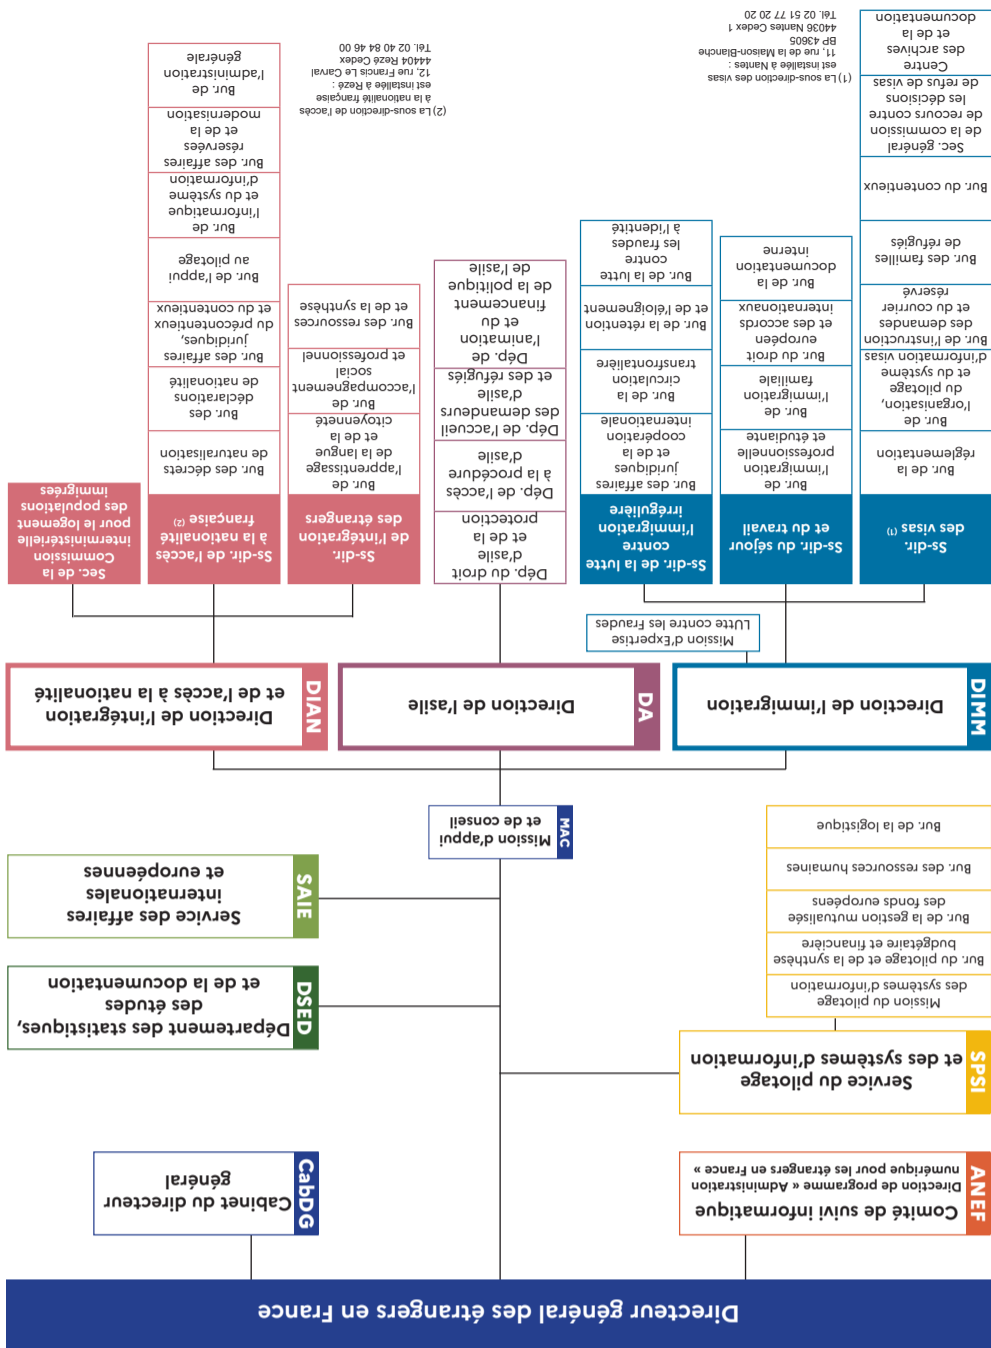 Directeur général des étrangers en France
ANEF
Comité de suivi informatique
Direction de programme « Administration
numérique pour les étrangers en France »
CabDG
Cabinet du directeur
général
SPSI
Service du pilotage
et des systèmes d'information
Mission du pilotage
des systèmes d'information
Bur. du pilotage et de la synthèse
budgétaire et financière
Bur. de la gestion mutualisée
des fonds européens
Bur. des ressources humaines
Bur. de la logistique
DSED
Département des statistiques,
des études
et de la documentation
SAIE
Service des affaires
internationales
et européennes
MAC
Mission d'appui
et de conseil
DIMM
Direction de l'immigration
DA
Direction de l'asile
DIAN
Direction de l'intégration
et de l'accès à la nationalité
Mission d'Expertise
LUtte contre les Fraudes
Ss-dir.
des visas (1)
Bur. de la
réglementation
Bur. de
l'organisation,
du pilotage
et du système
d'information visas
Bur. de l'instruction
des demandes
et du courrier
réservé
Bur. des familles
de réfugiés
Bur. du contentieux
Sec. général
de la commission
de recours contre
les décisions
de refus de visas
Centre
des archives
et de la
documentation
Ss-dir. du séjour
et du travail
Bur. de
l'immigration
professionnelle
et étudiante
Bur. de
l'immigration
familiale
Bur. du droit
européen
et des accords
internationaux
Bur. de la
documentation
interne
Ss-dir. de la lutte
contre
l'immigration
irrégulière
Bur. des affaires
juridiques
et de la
coopération
internationale
Bur. de la
circulation
transfrontalière
Bur. de la rétention
et de l'éloignement
Bur. de la lutte
contre
les fraudes
à l'identité
Dép. du droit
d'asile
et de la
protection
Dép. de l'accès
à la procédure
d'asile
Dép. de l'accueil
des demandeurs
d'asile
et des réfugiés
Dép. de
l'animation
et du
financement
de la politique
de l'asile
Ss-dir.
de l'intégration
des étrangers
Bur. de
l'apprentissage
de la langue
et de la
citoyenneté
Bur. de
l'accompagnement
social
et professionnel
Bur. des ressources
et de la synthèse
Ss-dir. de l'accès
à la nationalité
française (2)
Bur. des décrets
de naturalisation
Bur. des
déclarations
de nationalité
Bur. des affaires
juridiques,
du précontentieux
et du contentieux
Bur. de l'appui
au pilotage
Bur. de
l'informatique
et du système
d'information
Bur. des affaires
réservées
et de la
modernisation
Bur. de
l'administration
générale
Sec. de la
Commission
interministérielle
pour le logement
des populations
immigrées
(1) La sous-direction des visas
est installée à Nantes :
11, rue de la Maison-Blanche
BP 43605
44036 Nantes Cedex 1
Tél. 02 51 77 20 20
(2) La sous-direction de l'accès
à la nationalité française
est installée à Rezé :
12, rue Francis Le Carval
44404 Rezé Cedex
Tél. 02 40 84 46 00